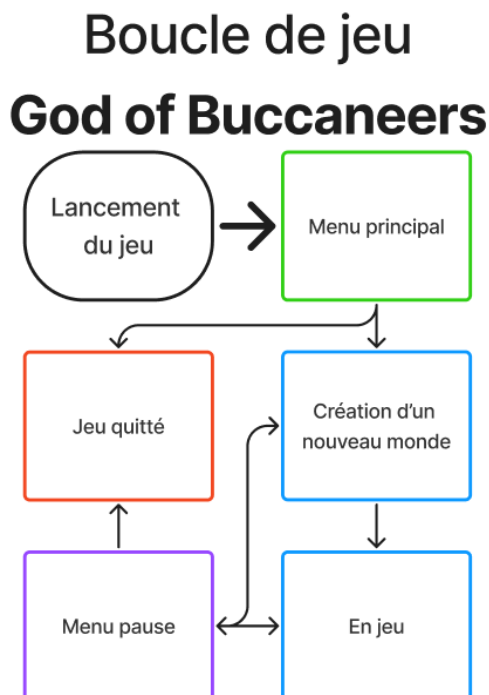 Boucle de jeu
God of Buccaneers
Lancement
du jeu
Menu principal
Jeu quitté
Création d’un
nouveau monde
Menu pause
En jeu